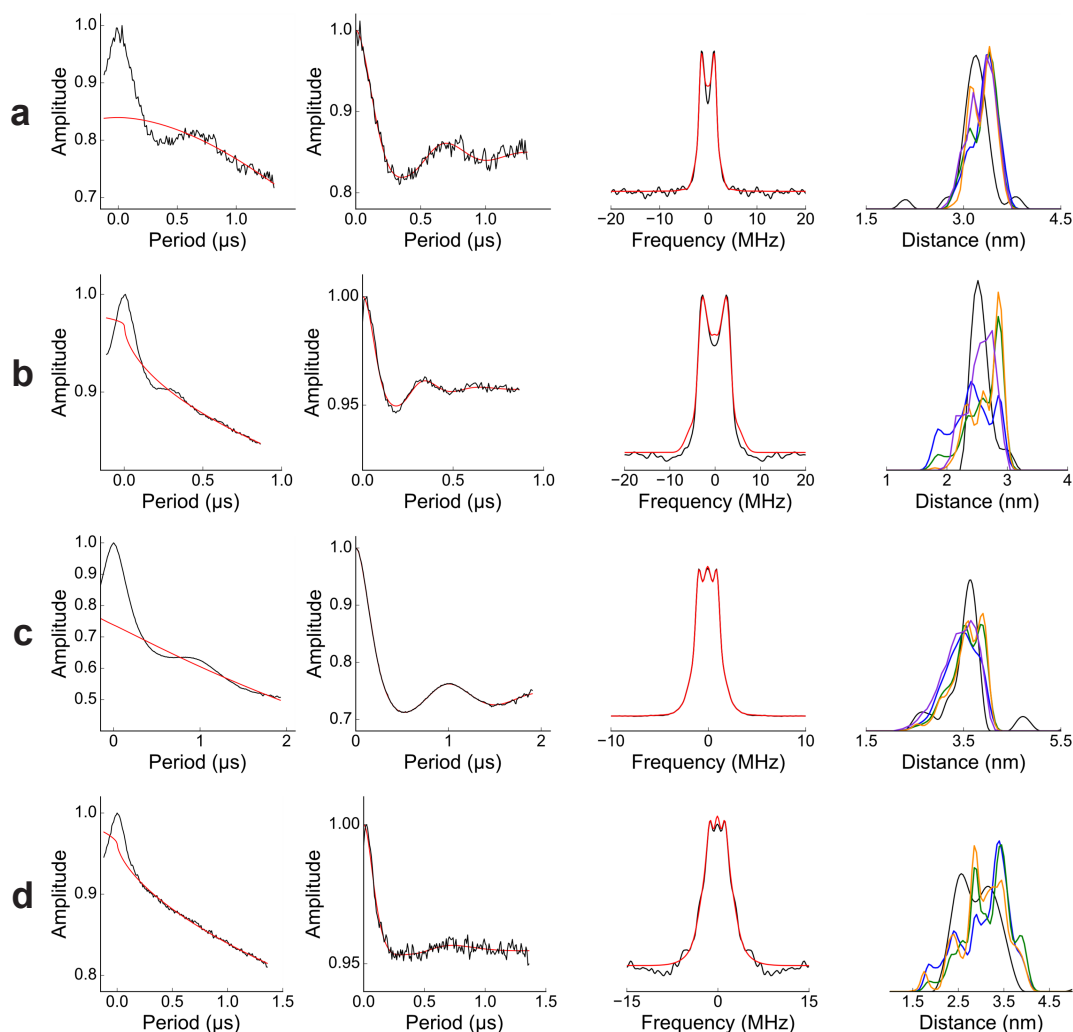 a
1.0
0.9
0.8
0.7
Amplitude
0.0 0.5 1.0
Period (μs)
1.0
0.9
0.8
Amplitude
0.0 0.5 1.0 1.5
Period (μs)
−20 −10 0 10 20
Frequency (MHz)
1.5 3.0 4.5
Distance (nm)
b
1.0
0.9
Amplitude
0.0 0.5 1.0
Period (μs)
1.00
0.95
Amplitude
0.0 0.5 1.0
Period (μs)
−20 −10 0 10 20
Frequency (MHz)
1 2 3 4
Distance (nm)
c
1.0
0.9
0.8
0.7
0.6
0.5
Amplitude
0 1 2
Period (μs)
1.0
0.9
0.8
0.7
Amplitude
0 1 2
Period (μs)
−10 0 10
Frequency (MHz)
1.5 3.5 5.5
Distance (nm)
d
1.0
0.9
0.8
Amplitude
0.0 0.5 1.0 1.5
Period (μs)
1.00
0.95
Amplitude
0.0 0.5 1.0 1.5
Period (μs)
−15 0 15
Frequency (MHz)
1.5 2.5 3.5 4.5
Distance (nm)